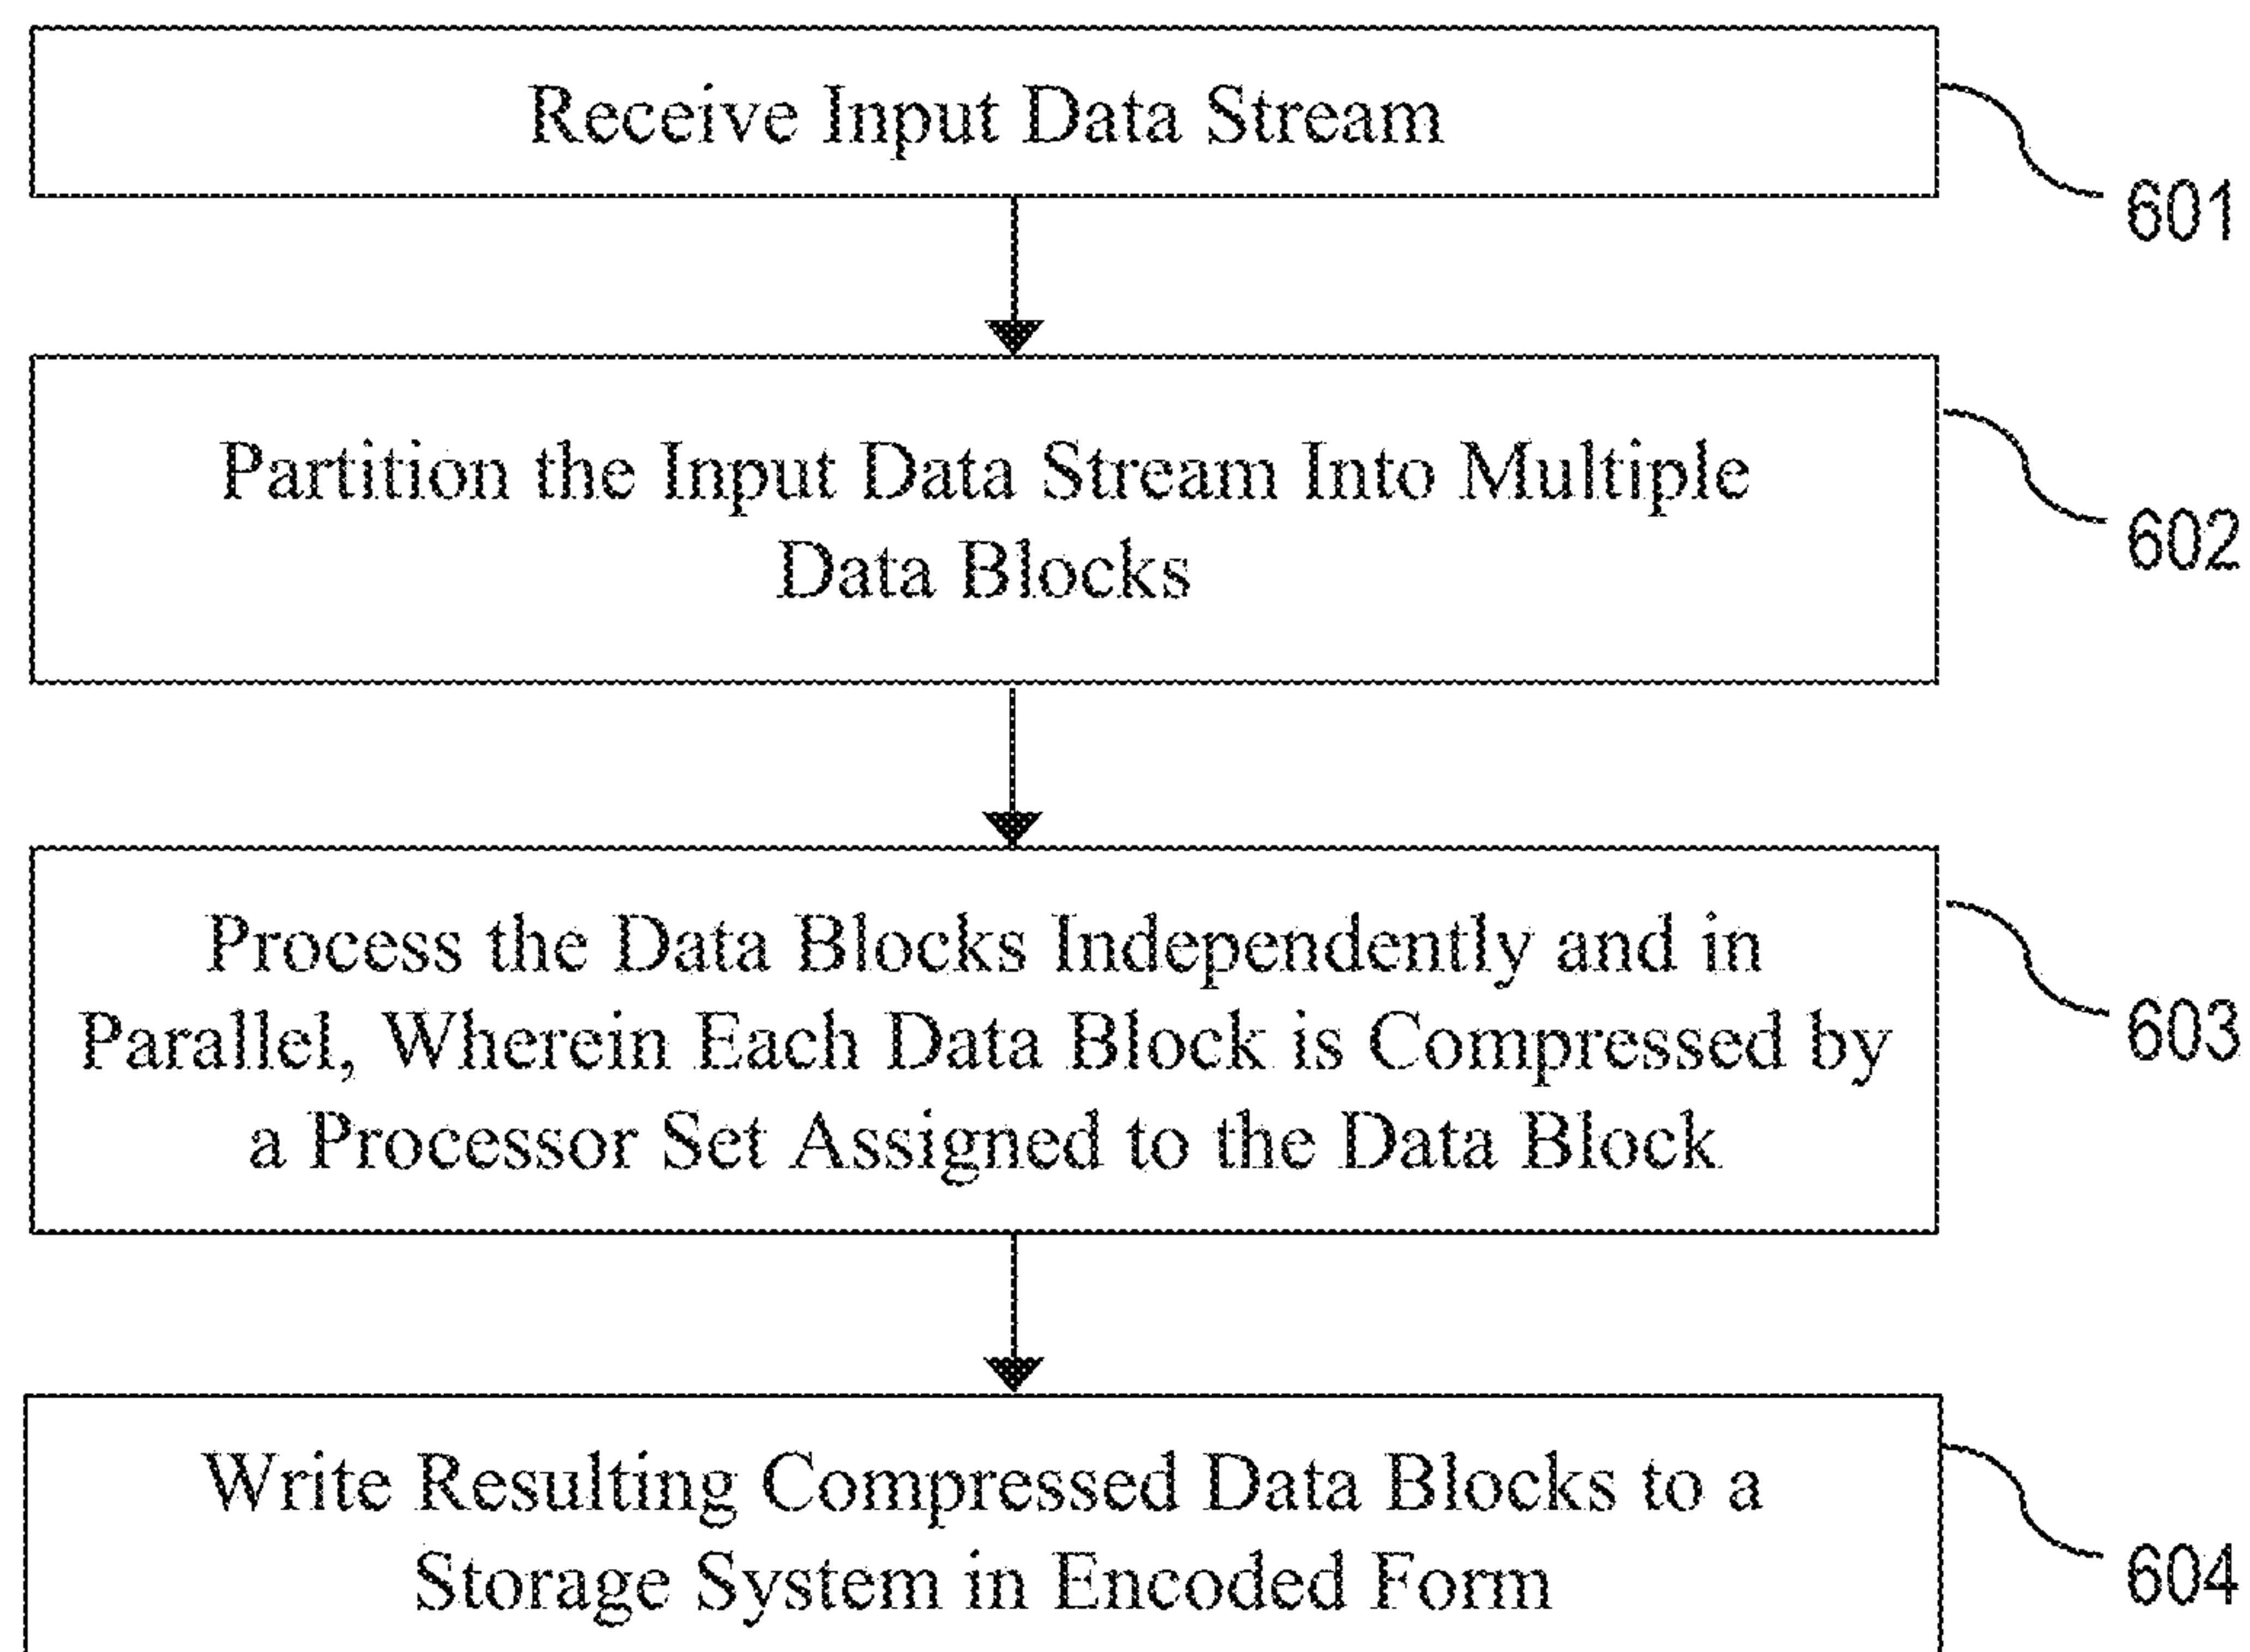 Receive Input Data Stream
601
Partition the Input Data Stream Into Multiple
Data Blocks
602
Process the Data Blocks Independently and in
Parallel, Wherein Each Data Block is Compressed by
a Processor Set Assigned to the Data Block
603
Write Resulting Compressed Data Blocks to a
Storage System in Encoded Form
604